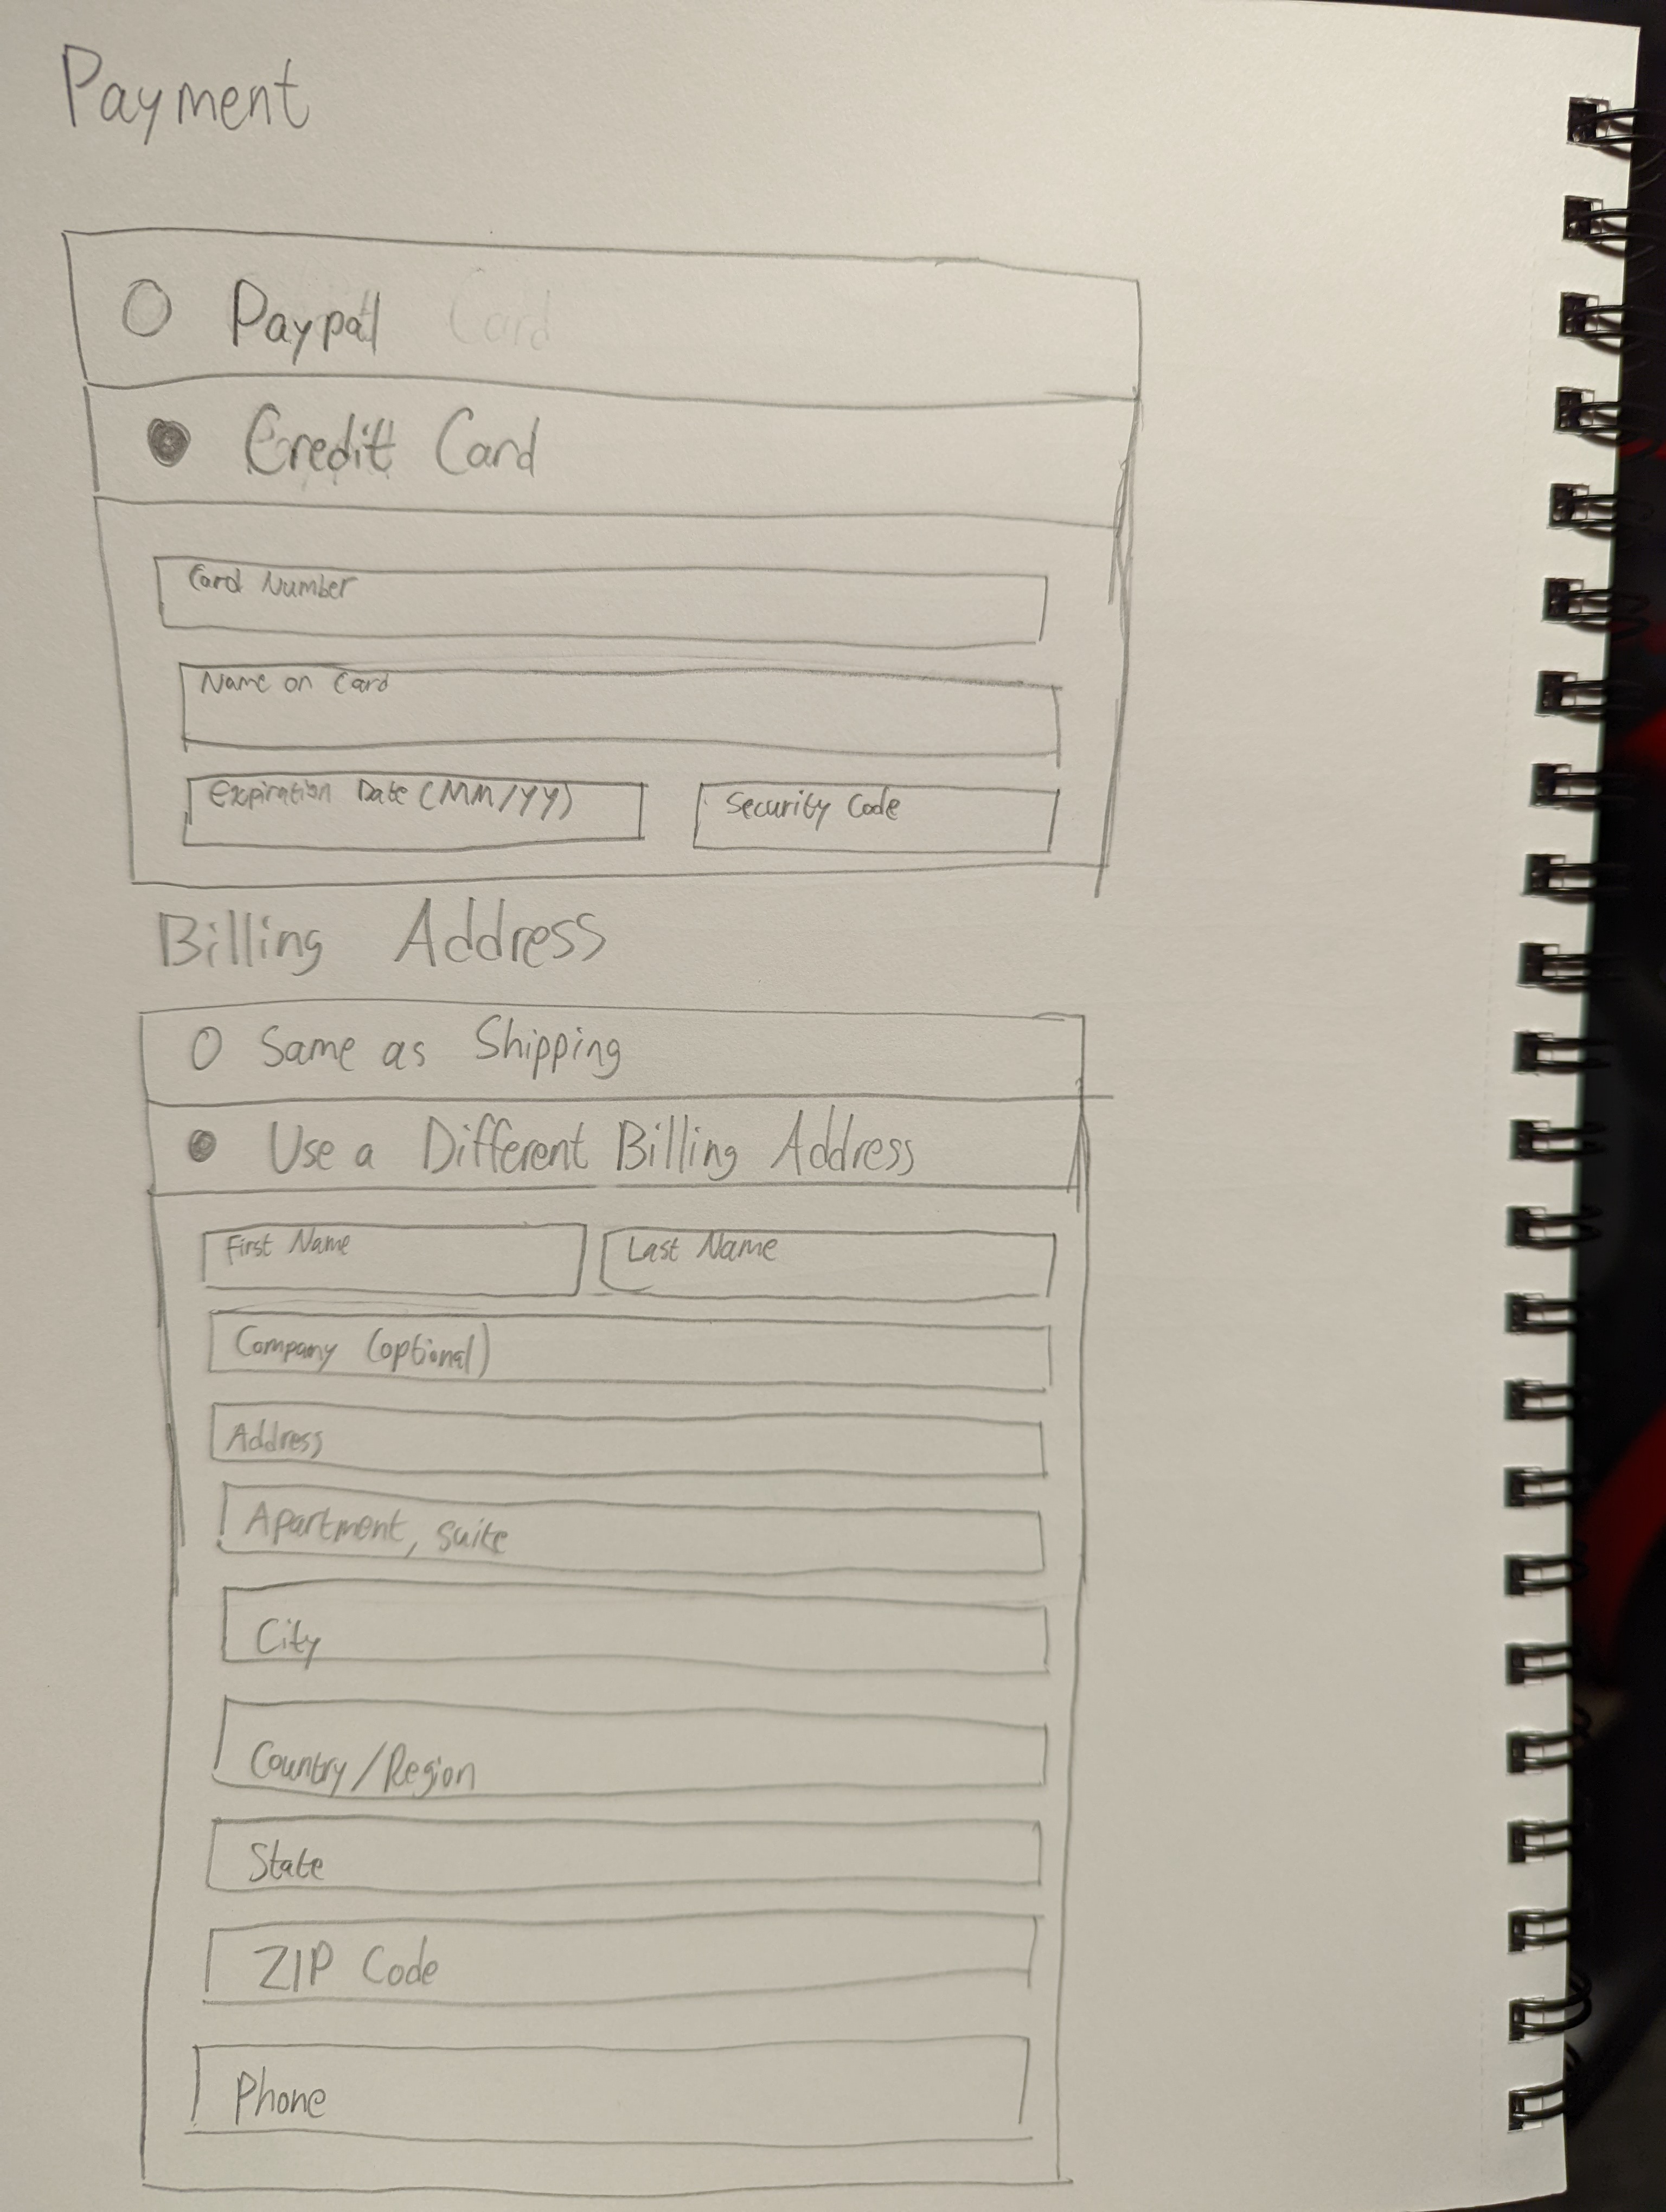 Payment
Paypal Card
Credit Card
Card Number
Name on Card
Expiration Date (MM/YY) Security Code
Billing Address
Same as Shipping
Use a Different Billing Address
First Name Last Name
Company (optional)
Address
Apartment, suite
City
Country/Region
State
ZIP Code
Phone